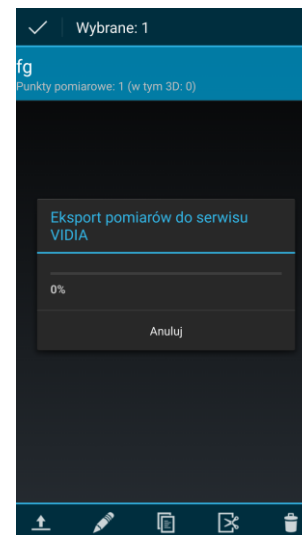 Wybrane: 1
fg
Punkty pomiarowe: 1 (w tym 3D: 0)
Eksport pomiarów do serwisu
VIDIA
0%
Anuluj